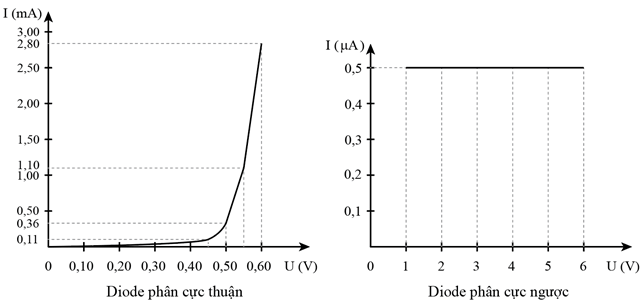 I (mA)
3,00
2,80
2,50
2,00
1,50
1,10
1,00
0,50
0,36
0,11
0 0,10 0,20 0,30 0,40 0,50 0,60 U (V)
Diode phân cực thuận
I (µA)
0,5
0,4
0,3
0,2
0,1
0 1 2 3 4 5 6 U (V)
Diode phân cực ngược